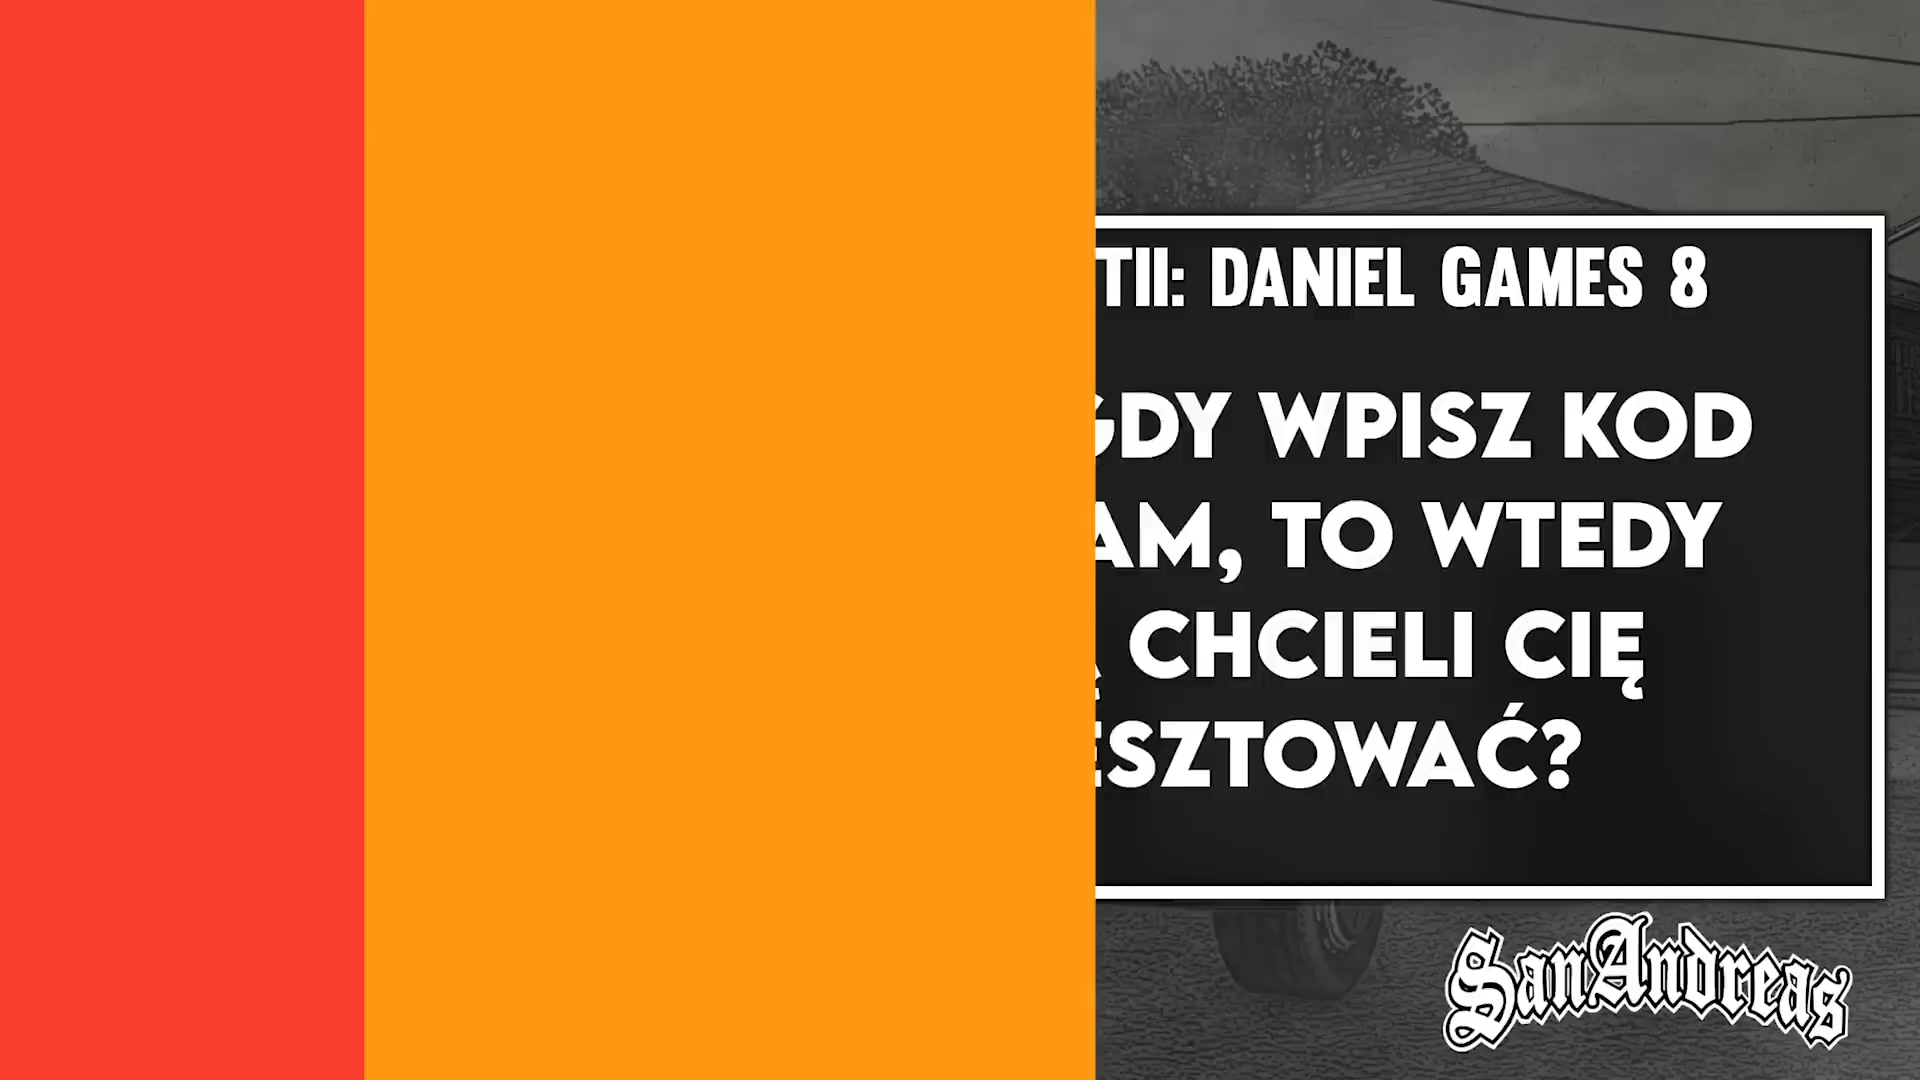 TII: DANIEL GAMES 8
GDY WPISZ KOD
AM, TO WTEDY
CHCIELI CIĘ
ESZTOWAĆ?
SanAndreas